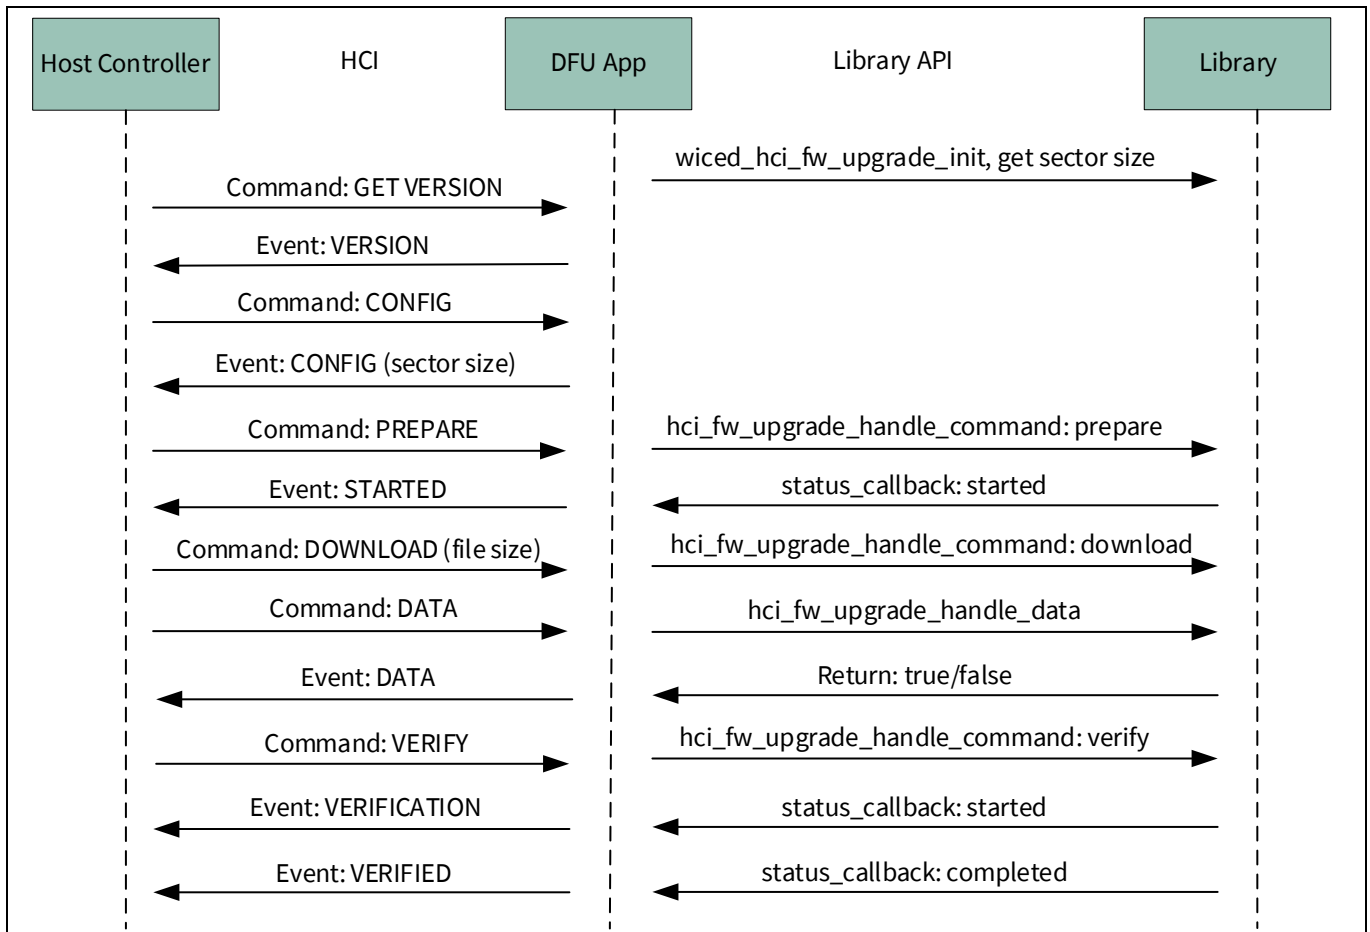 Host Controller
HCI
DFU App
Library API
Library
wiced_hci_fw_upgrade_init, get sector size
Command: GET VERSION
Event: VERSION
Command: CONFIG
Event: CONFIG (sector size)
Command: PREPARE
hci_fw_upgrade_handle_command: prepare
Event: STARTED
status_callback: started
Command: DOWNLOAD (file size)
hci_fw_upgrade_handle_command: download
Command: DATA
hci_fw_upgrade_handle_data
Event: DATA
Return: true/false
Command: VERIFY
hci_fw_upgrade_handle_command: verify
Event: VERIFICATION
status_callback: started
Event: VERIFIED
status_callback: completed